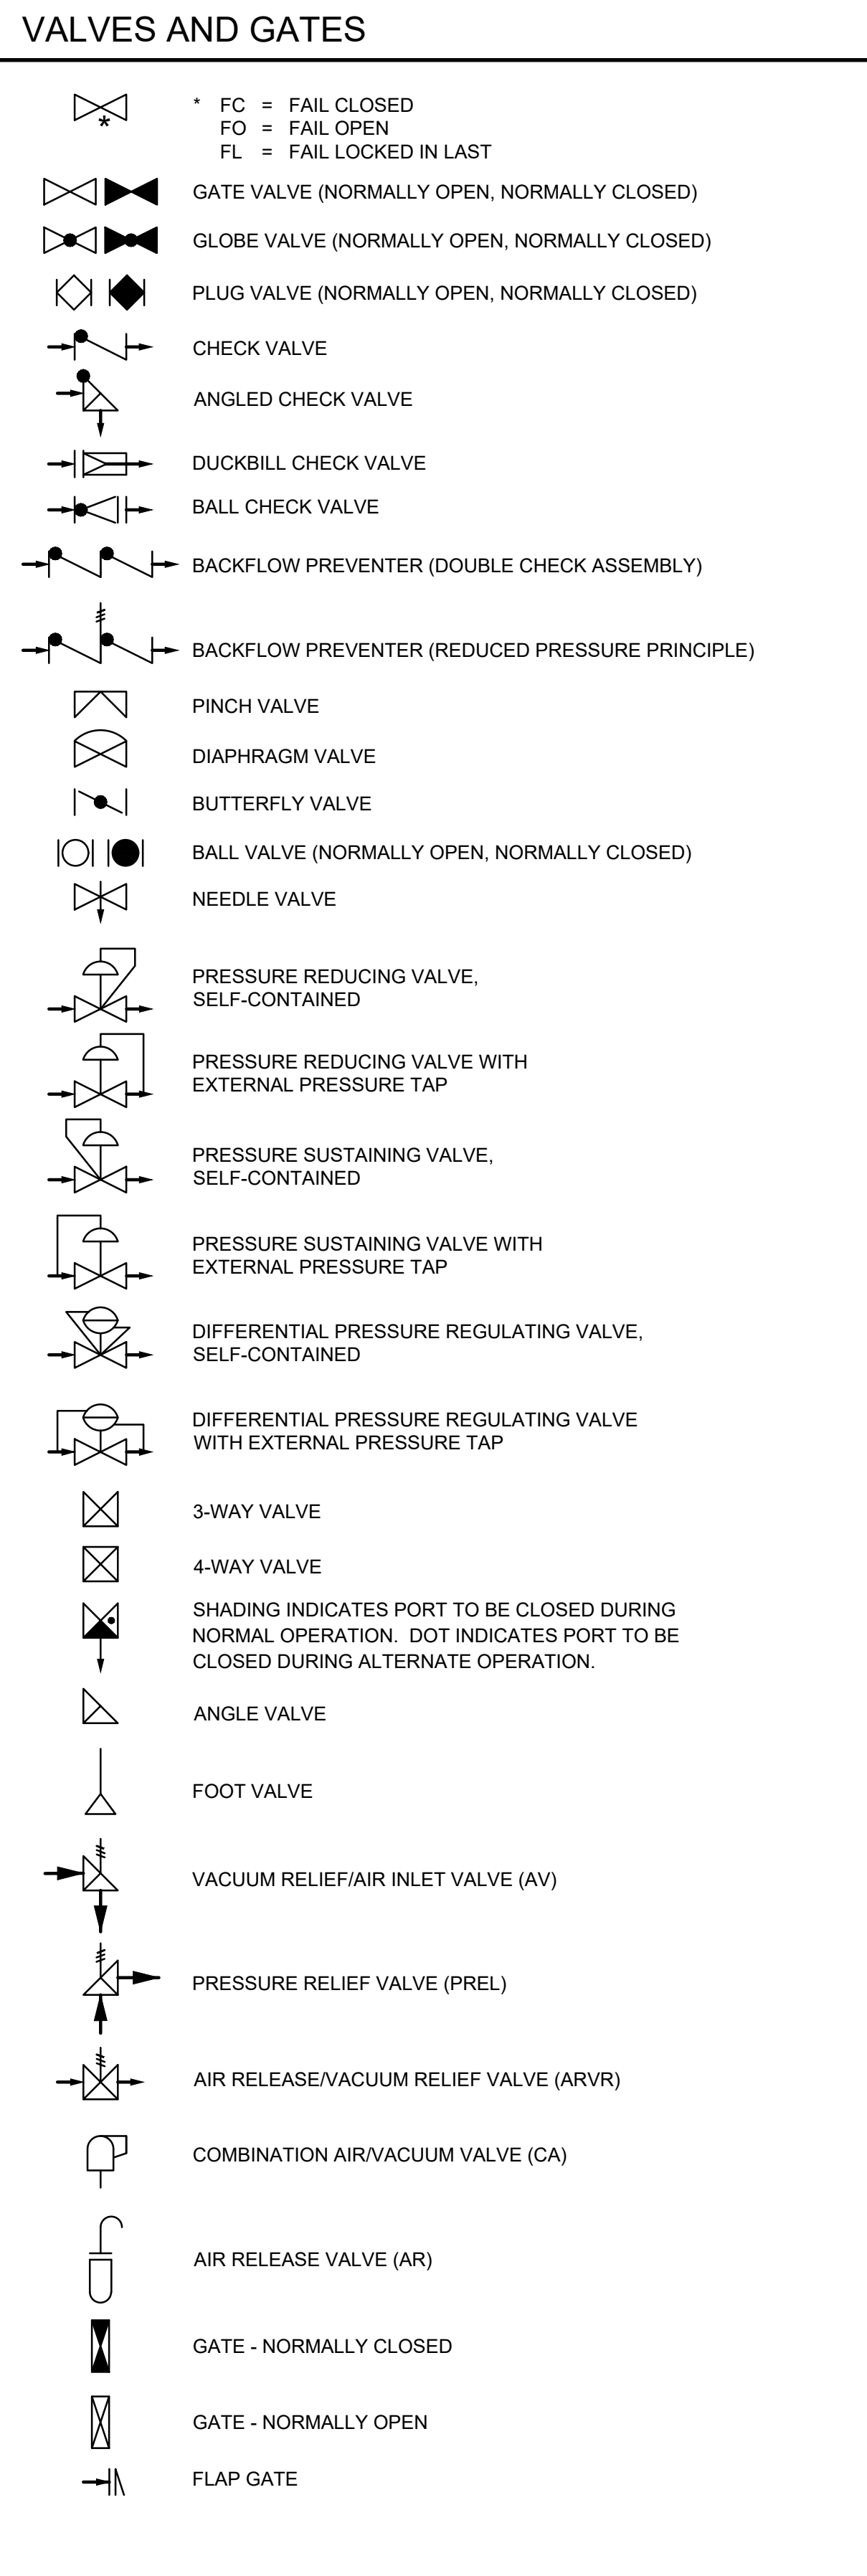 VALVES AND GATES
* FC = FAIL CLOSED
FO = FAIL OPEN
FL = FAIL LOCKED IN LAST
*
GATE VALVE (NORMALLY OPEN, NORMALLY CLOSED)
GLOBE VALVE (NORMALLY OPEN, NORMALLY CLOSED)
PLUG VALVE (NORMALLY OPEN, NORMALLY CLOSED)
CHECK VALVE
ANGLED CHECK VALVE
DUCKBILL CHECK VALVE
BALL CHECK VALVE
BACKFLOW PREVENTER (DOUBLE CHECK ASSEMBLY)
BACKFLOW PREVENTER (REDUCED PRESSURE PRINCIPLE)
PINCH VALVE
DIAPHRAGM VALVE
BUTTERFLY VALVE
BALL VALVE (NORMALLY OPEN, NORMALLY CLOSED)
NEEDLE VALVE
PRESSURE REDUCING VALVE,
SELF-CONTAINED
PRESSURE REDUCING VALVE WITH
EXTERNAL PRESSURE TAP
PRESSURE SUSTAINING VALVE,
SELF-CONTAINED
PRESSURE SUSTAINING VALVE WITH
EXTERNAL PRESSURE TAP
DIFFERENTIAL PRESSURE REGULATING VALVE,
SELF-CONTAINED
DIFFERENTIAL PRESSURE REGULATING VALVE
WITH EXTERNAL PRESSURE TAP
3-WAY VALVE
4-WAY VALVE
SHADING INDICATES PORT TO BE CLOSED DURING
NORMAL OPERATION. DOT INDICATES PORT TO BE
CLOSED DURING ALTERNATE OPERATION.
ANGLE VALVE
FOOT VALVE
VACUUM RELIEF/AIR INLET VALVE (AV)
PRESSURE RELIEF VALVE (PREL)
AIR RELEASE/VACUUM RELIEF VALVE (ARVR)
COMBINATION AIR/VACUUM VALVE (CA)
AIR RELEASE VALVE (AR)
GATE - NORMALLY CLOSED
GATE - NORMALLY OPEN
FLAP GATE